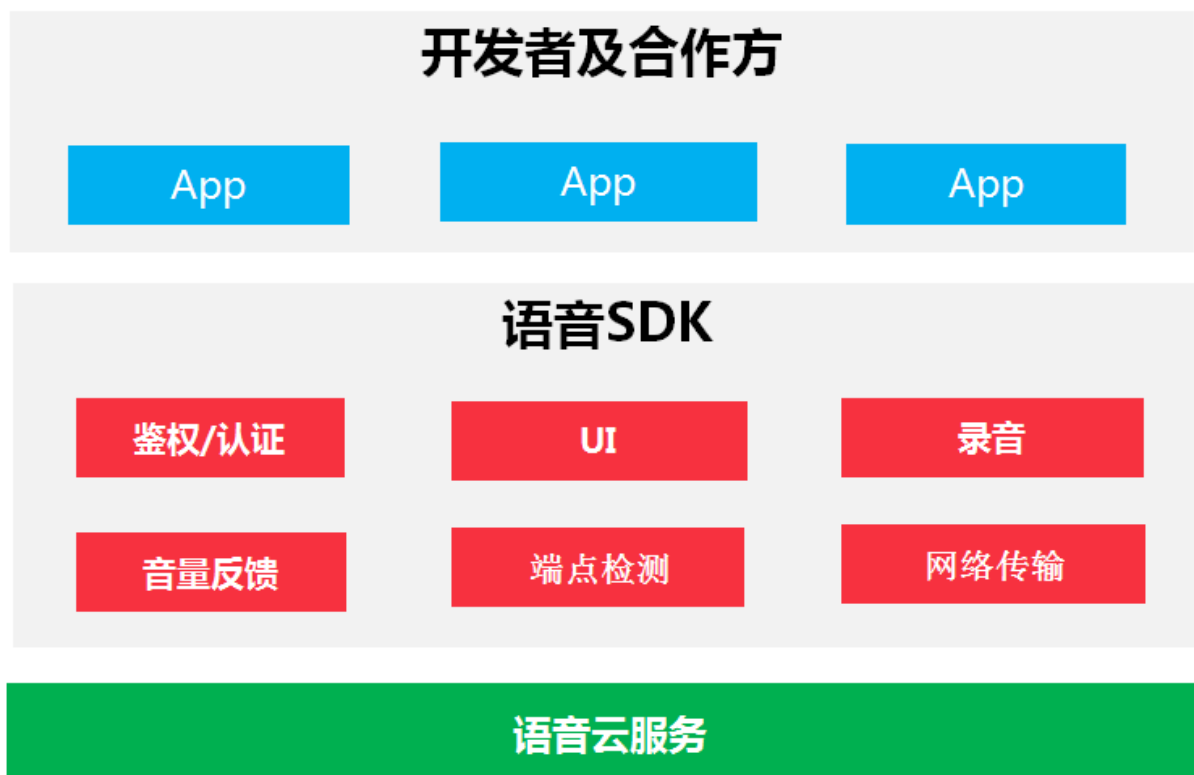 开发者及合作方
App App App
语音SDK
鉴权/认证 UI 录音
音量反馈 端点检测 网络传输
语音云服务